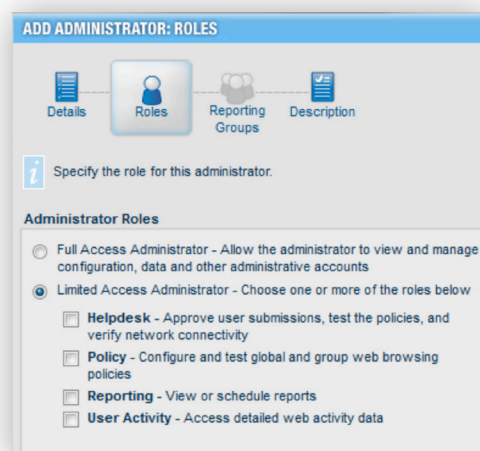 ADD ADMINISTRATOR: ROLES
Details
Roles
Reporting
Groups
Description
i
Specify the role for this administrator.
Administrator Roles
Full Access Administrator - Allow the administrator to view and manage
configuration, data and other administrative accounts
Limited Access Administrator - Choose one or more of the roles below
Helpdesk - Approve user submissions, test the policies, and
verify network connectivity
Policy - Configure and test global and group web browsing
policies
Reporting - View or schedule reports
User Activity - Access detailed web activity data